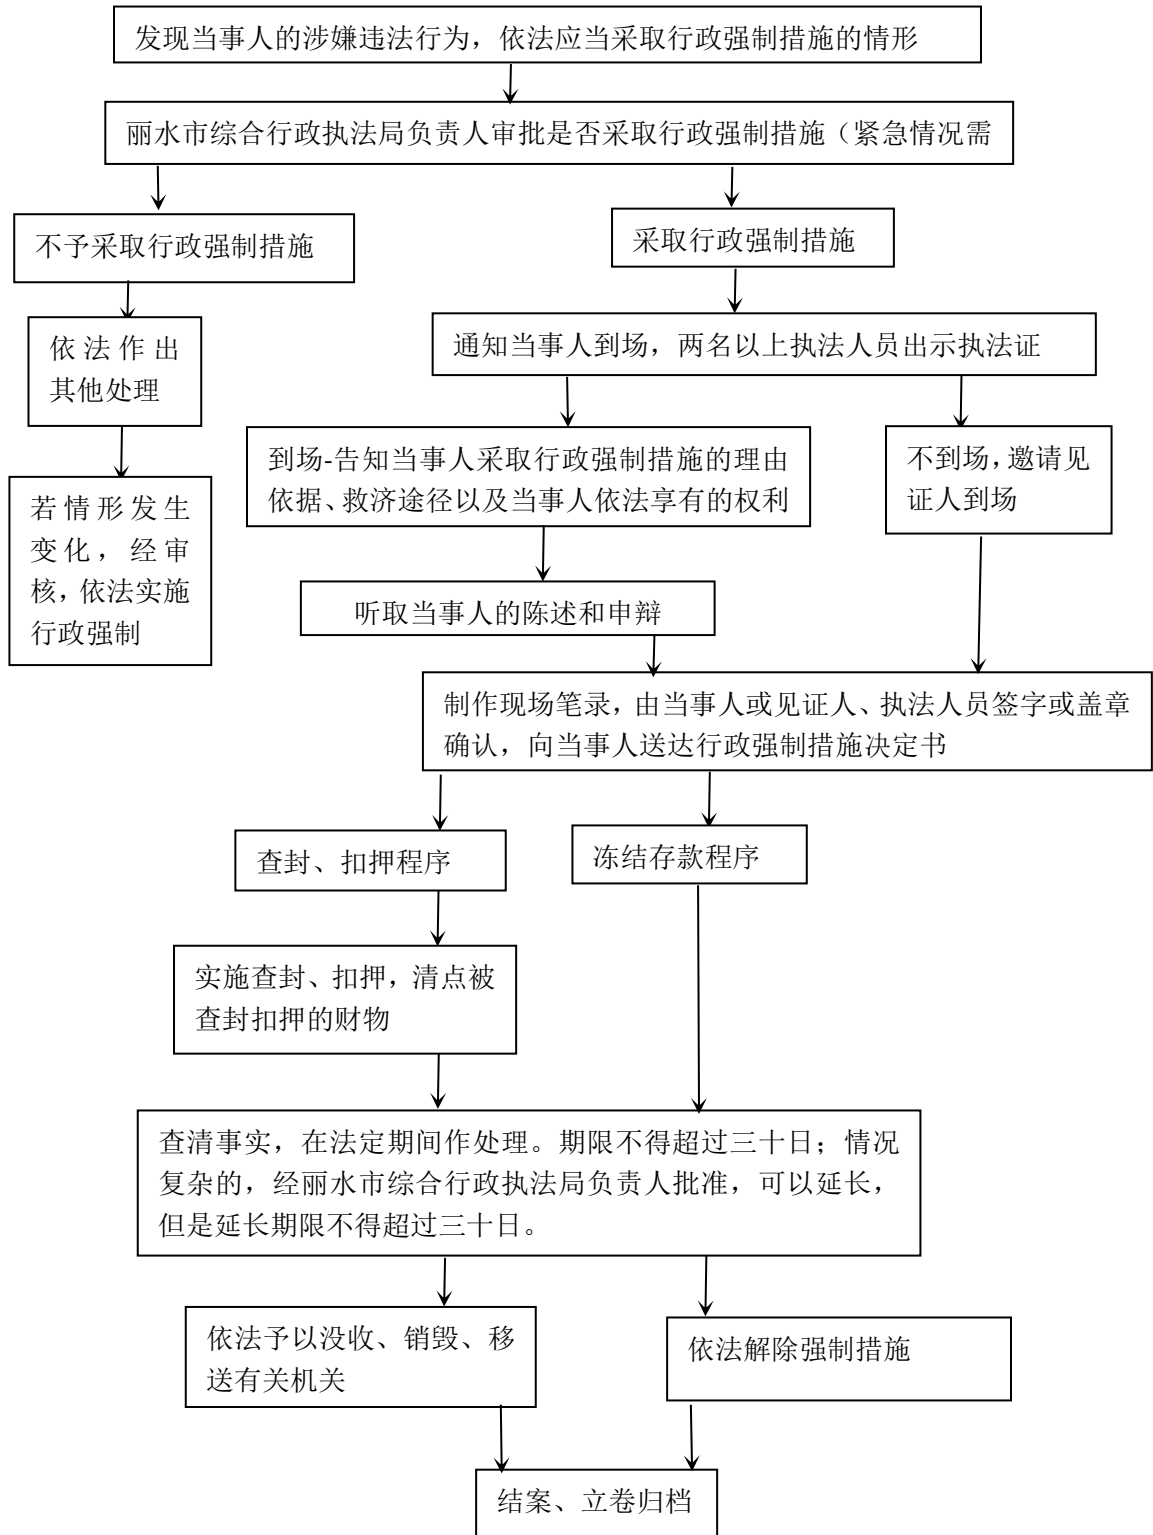 发现当事人的涉嫌违法行为，依法应当采取行政强制措施的情形
丽水市综合行政执法局负责人审批是否采取行政强制措施（紧急情况需
不予采取行政强制措施
采取行政强制措施
依法作出
其他处理
通知当事人到场，两名以上执法人员出示执法证
若情形发生
变化，经审
核，依法实施
行政强制
到场-告知当事人采取行政强制措施的理由
依据、救济途径以及当事人依法享有的权利
不到场，邀请见
证人到场
听取当事人的陈述和申辩
制作现场笔录，由当事人或见证人、执法人员签字或盖章
确认，向当事人送达行政强制措施决定书
查封、扣押程序
冻结存款程序
实施查封、扣押，清点被
查封扣押的财物
查清事实，在法定期间作处理。期限不得超过三十日；情况
复杂的，经丽水市综合行政执法局负责人批准，可以延长，
但是延长期限不得超过三十日。
依法予以没收、销毁、移
送有关机关
依法解除强制措施
结案、立卷归档